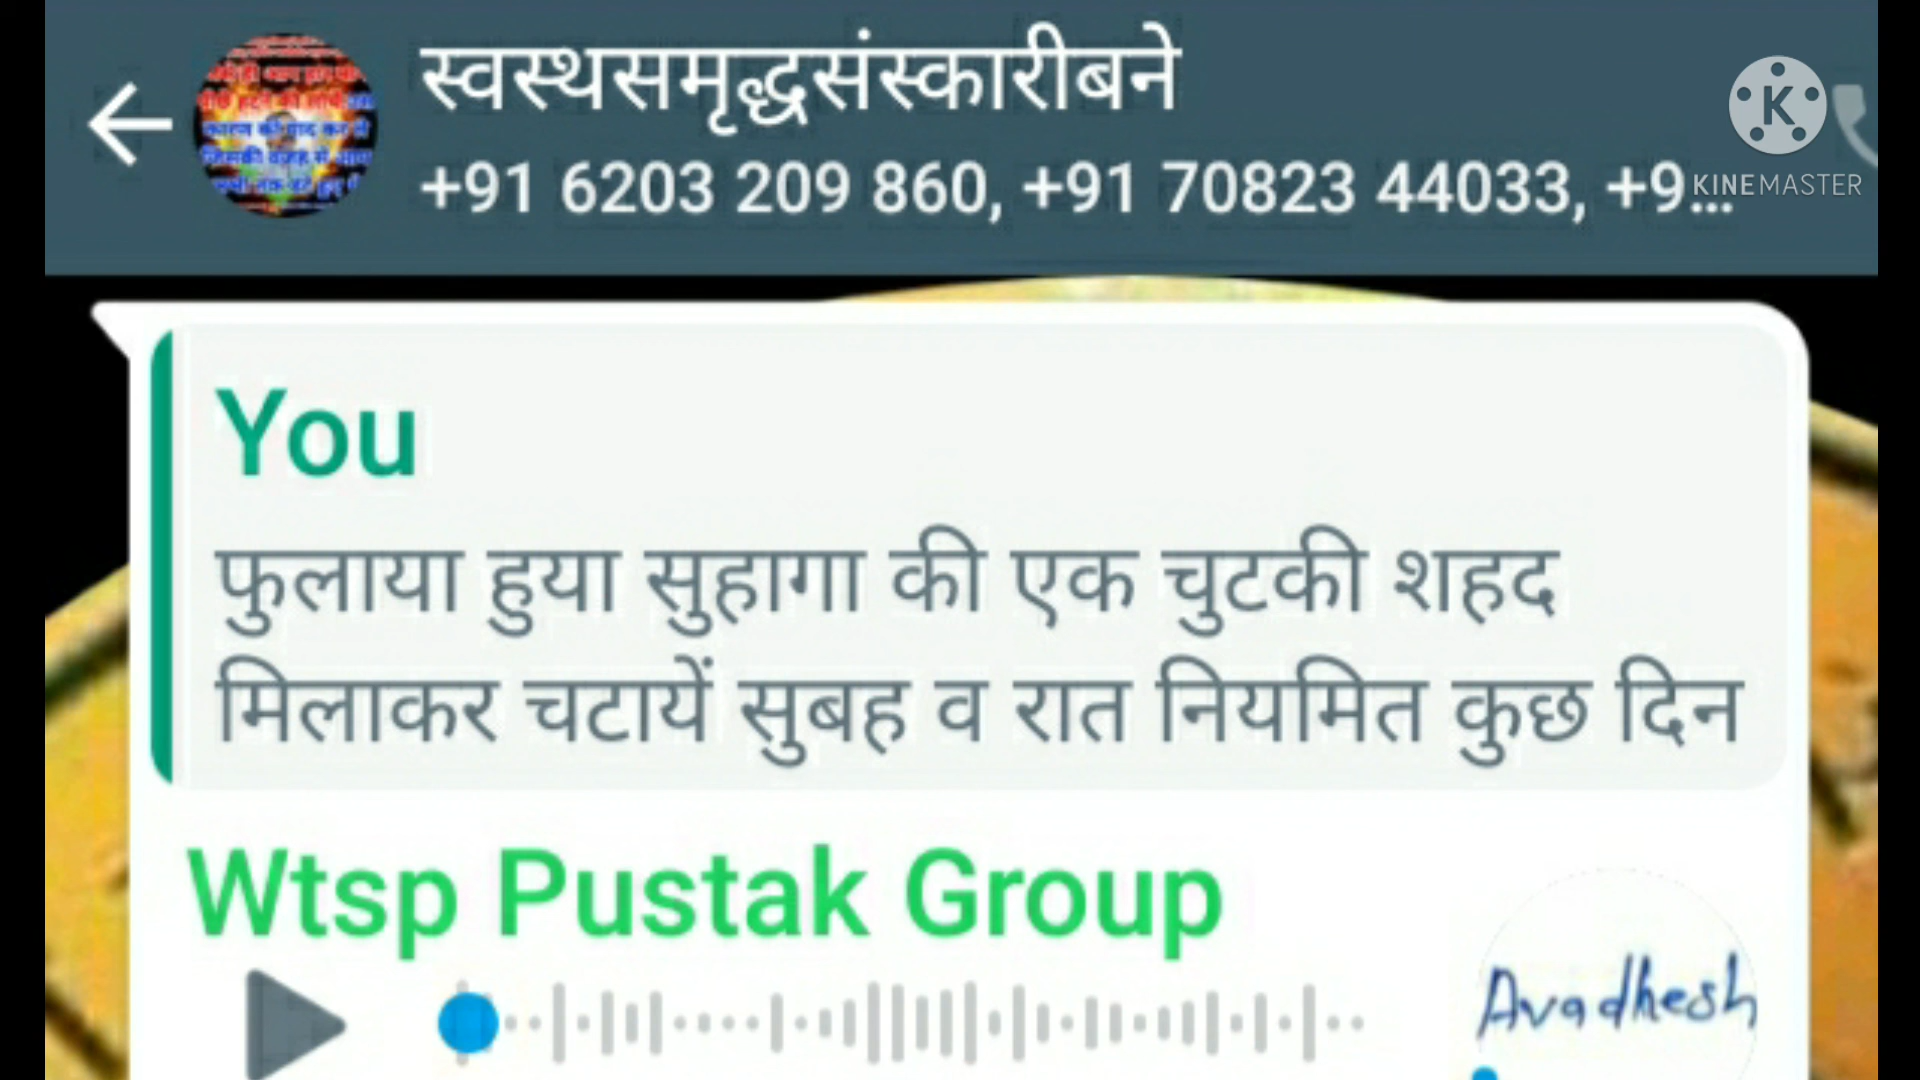 स्वस्थसमृद्धसंस्कारीबने
+91 6203 209 860, +91 70823 44033, +9...
K
KINEMASTER
You
फुलाया हुया सुहागा की एक चुटकी शहद
मिलाकर चटायें सुबह व रात नियमित कुछ दिन
Wtsp Pustak Group
Avadhesh